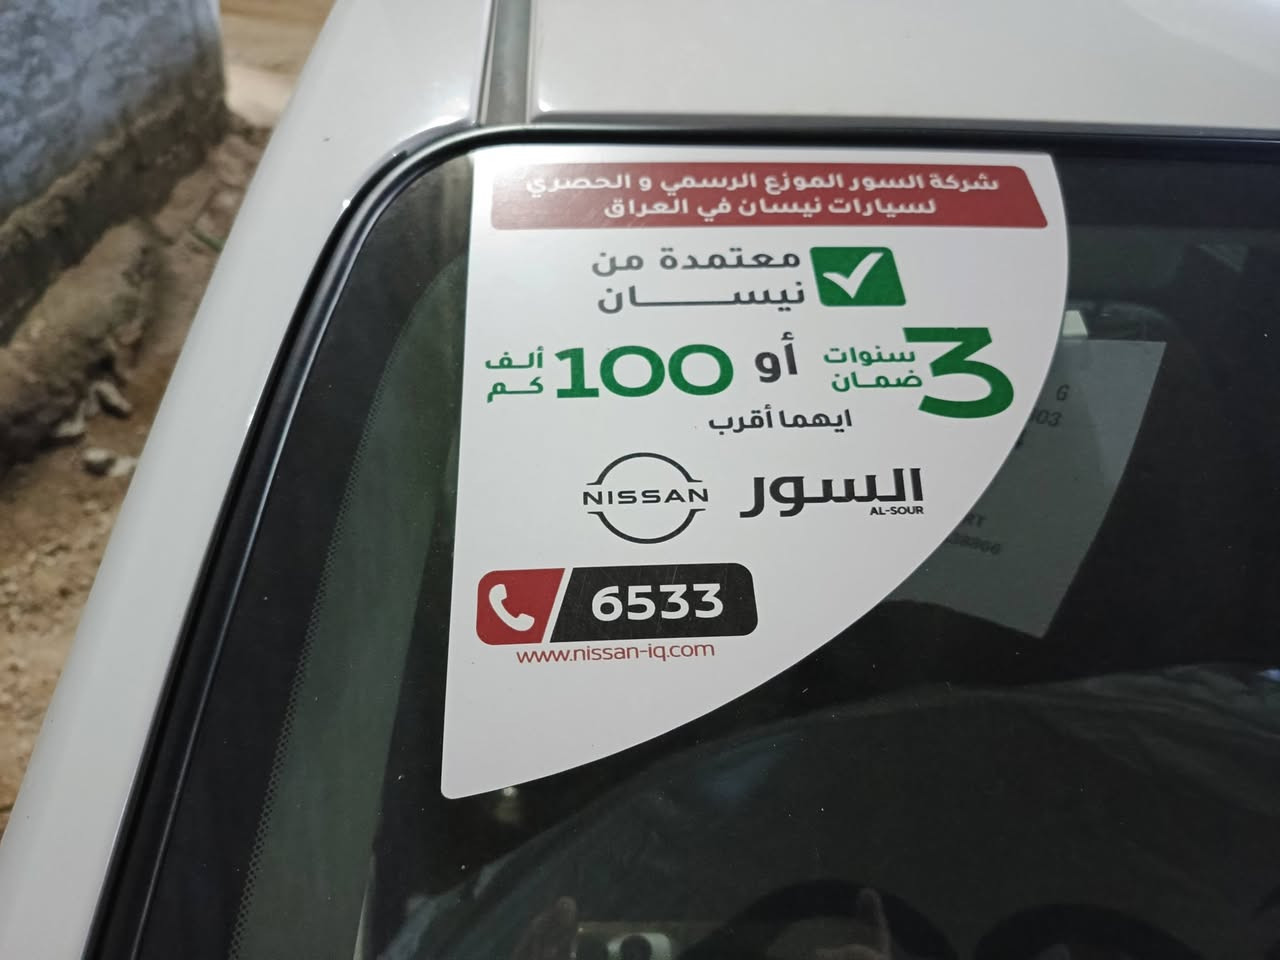 شركة السور الموزع الرسمي و الحصري
لسيارات نيسان في العراق
معتمدة من
نيســـــــان
3 سنوات ضمان أو 100 ألف كم
ايهما أقرب
السور
AL-SOUR
NISSAN
6533
www.nissan-iq.com
G